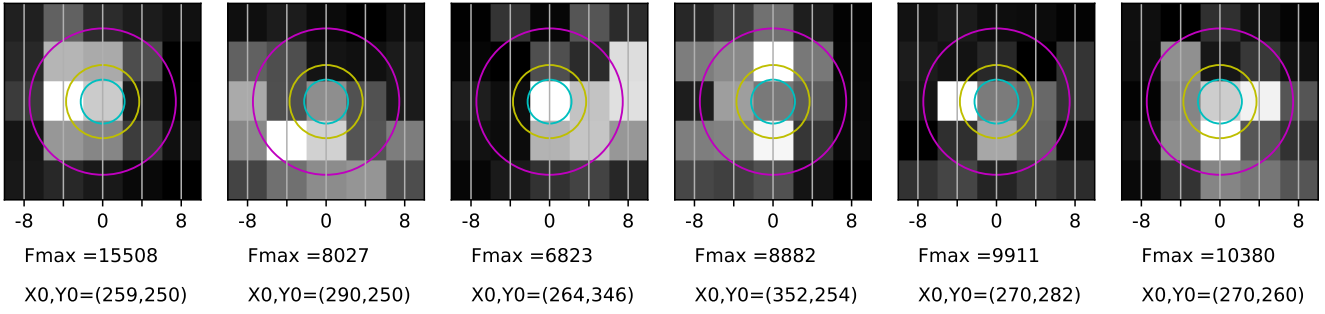 -8 0 8 -8 0 8 -8 0 8 -8 0 8 -8 0 8 -8 0 8
Fmax =15508 Fmax =8027 Fmax =6823 Fmax =8882 Fmax =9911 Fmax =10380
X0,Y0=(259,250) X0,Y0=(290,250) X0,Y0=(264,346) X0,Y0=(352,254) X0,Y0=(270,282) X0,Y0=(270,260)